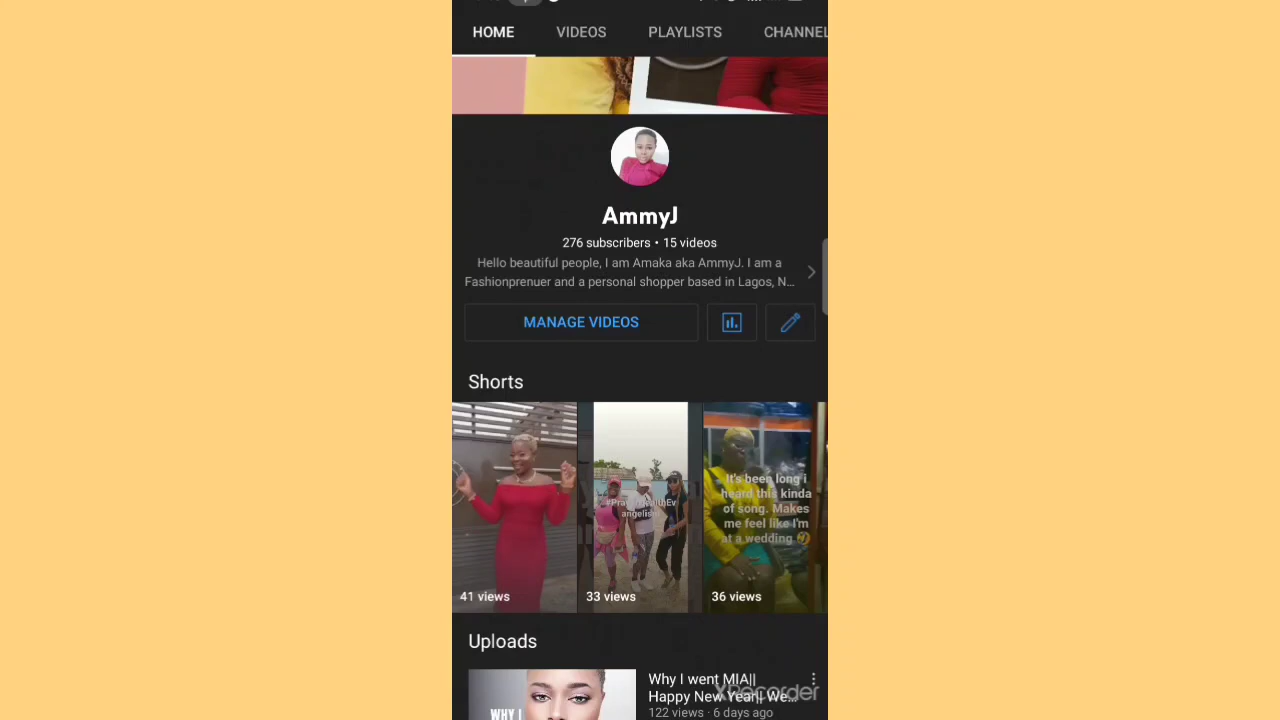 HOME VIDEOS PLAYLISTS CHANNEL
AmmyJ
276 subscribers • 15 videos
Hello beautiful people, I am Amaka aka AmmyJ. I am a
Fashionprenuer and a personal shopper based in Lagos, N...
MANAGE VIDEOS
Shorts
It's been long i
heard this kinda
of song. Makes
me feel like I'm
at a wedding
41 views
33 views
36 views
Uploads
WHY I
Why I went MIA||
Happy New Year|| We...
122 views · 6 days ago
XRecorder